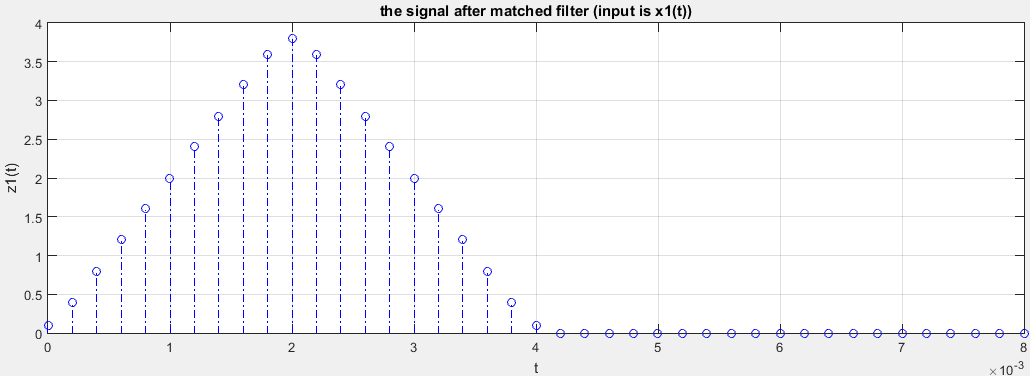 the signal after matched filter (input is x1(t))
z1(t)
4
3.5
3
2.5
2
1.5
1
0.5
0
0 1 2 3 4 5 6 7 8
t
×10⁻³